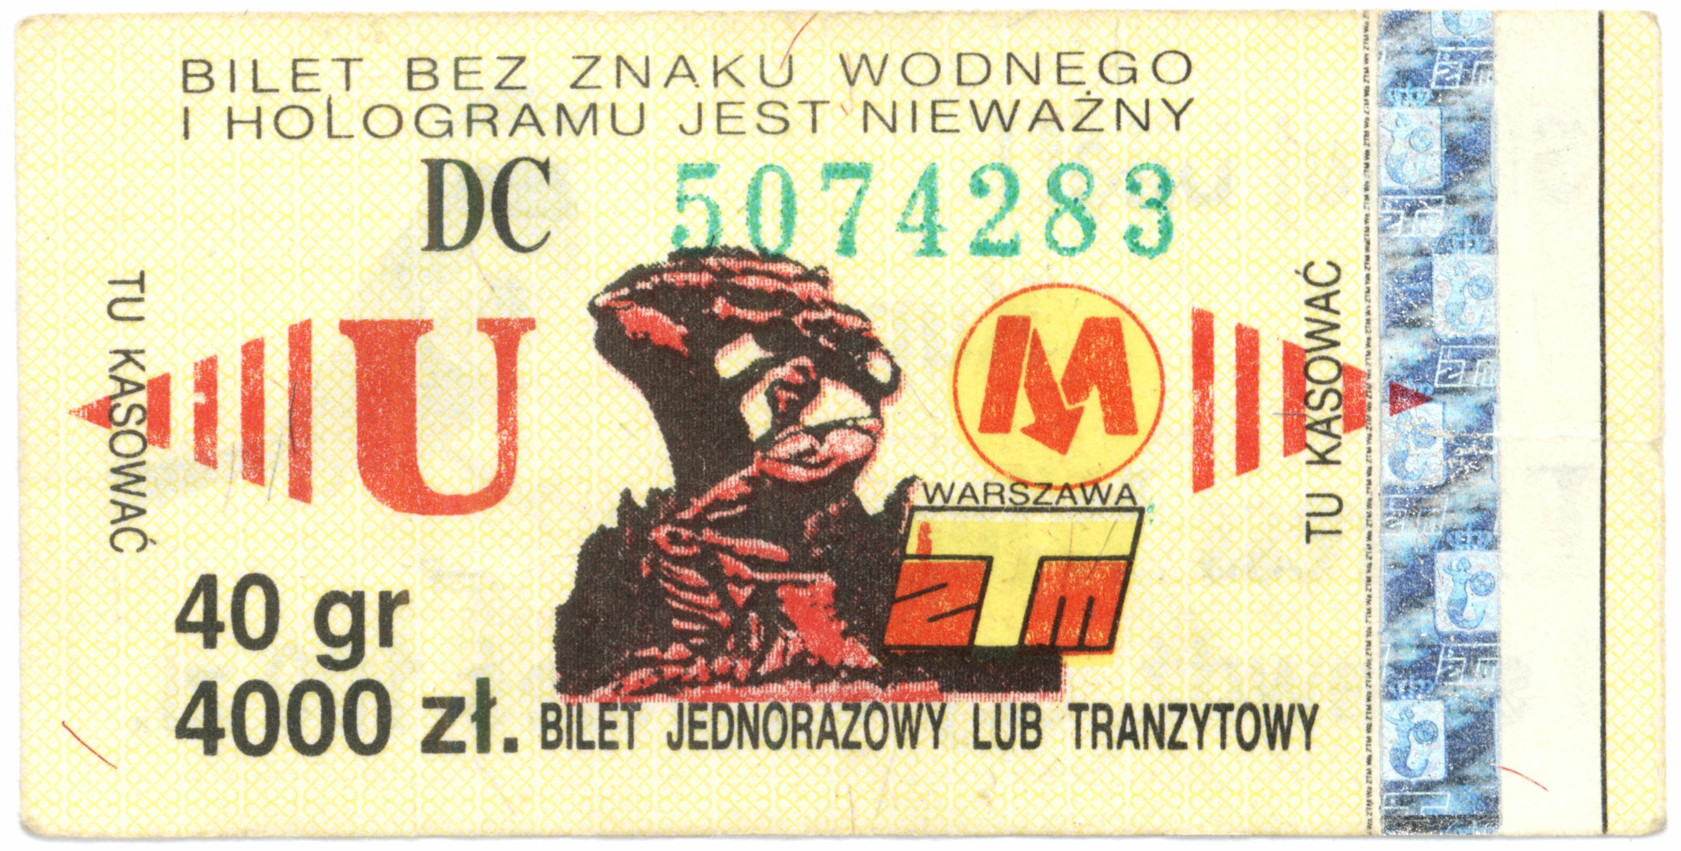 BILET BEZ ZNAKU WODNEGO
I HOLOGRAMU JEST NIEWAŻNY
DC 5074283
TU KASOWAĆ
U
M
TU KASOWAĆ
WARSZAWA
ZTM
40 gr
4000 zł.
BILET JEDNORAZOWY LUB TRANZYTOWY